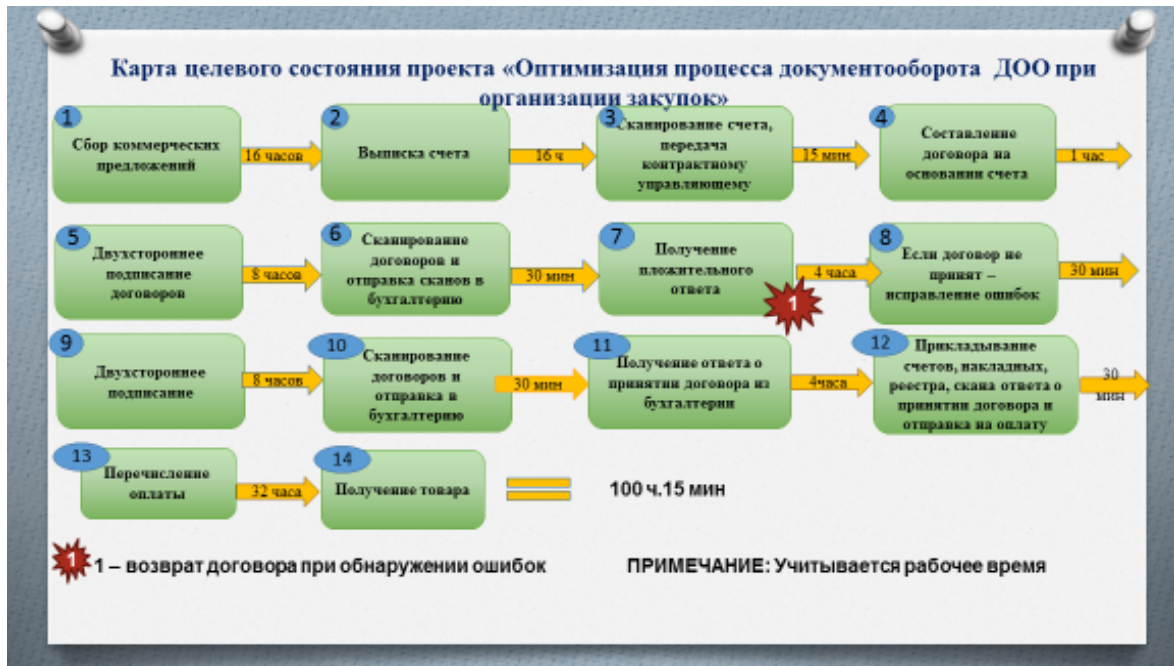 Карта целевого состояния проекта «Оптимизация процесса документооборота ДОО при
организации закупок»
1
Сбор коммерческих
предложений
16 часов
2
Выписка счета
16 ч
3
Сканирование счета,
передача
контрактному
управляющему
15 мин
4
Составление
договора на
основании счета
1 час
5
Двухстороннее
подписание
договоров
8 часов
6
Сканирование
договоров и
отправка сканов в
бухгалтерию
30 мин
7
Получение
пложительного
ответа
1
4 часа
8
Если договор не
принят –
исправление ошибок
30 мин
9
Двухстороннее
подписание
8 часов
10
Сканирование
договоров и
отправка в
бухгалтерию
30 мин
11
Получение ответа о
принятии договора из
бухгалтерии
4часа
12
Прикладывание
счетов, накладных,
реестра, скана ответа о
принятии договора и
отправка на оплату
30
мин
13
Перечисление
оплаты
32 часа
14
Получение товара
100 ч.15 мин
1 1 – возврат договора при обнаружении ошибок
ПРИМЕЧАНИЕ: Учитывается рабочее время